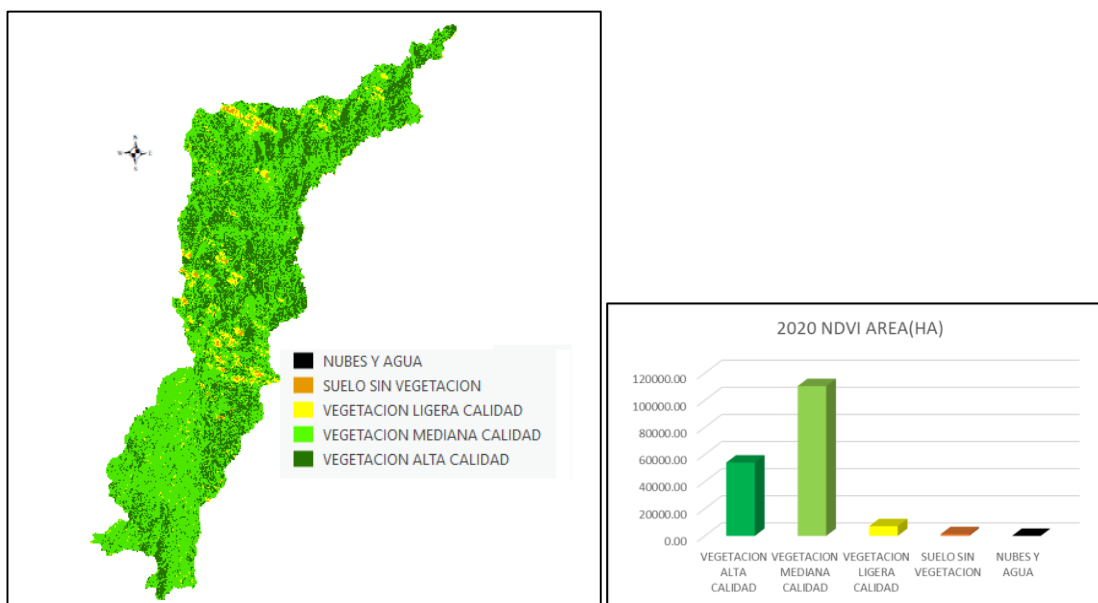 N
W E
S
NUBES Y AGUA
SUELO SIN VEGETACION
VEGETACION LIGERA CALIDAD
VEGETACION MEDIANA CALIDAD
VEGETACION ALTA CALIDAD
2020 NDVI AREA(HA)
120000.00
100000.00
80000.00
60000.00
40000.00
20000.00
0.00
VEGETACION ALTA CALIDAD
VEGETACION MEDIANA CALIDAD
VEGETACION LIGERA CALIDAD
SUELO SIN VEGETACION
NUBES Y AGUA